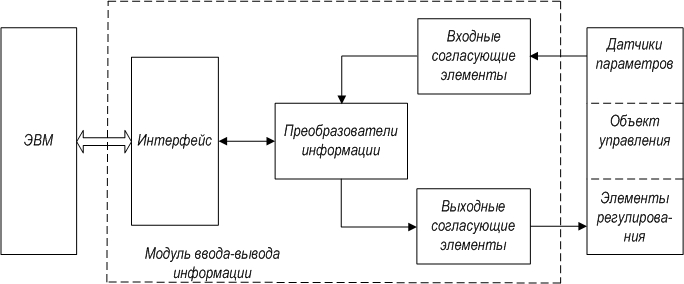 ЭВМ
Интерфейс
Преобразователи
информации
Входные
согласующие
элементы
Выходные
согласующие
элементы
Датчики
параметров
Объект
управления
Элементы
регулирова-
ния
Модуль ввода-вывода
информации